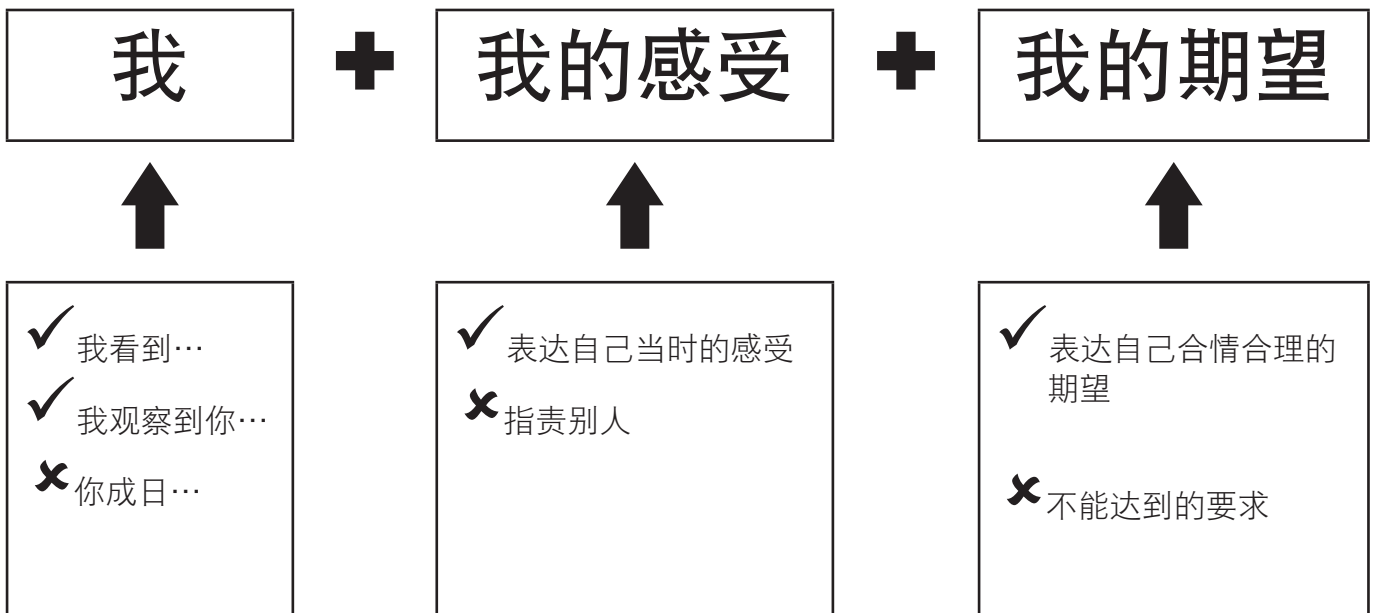 我
我的感受
我的期望
✓ 我看到…
✓ 我观察到你…
✘ 你成日…
✓ 表达自己当时的感受
✘ 指责别人
✓ 表达自己合情合理的
期望
✘ 不能达到的要求